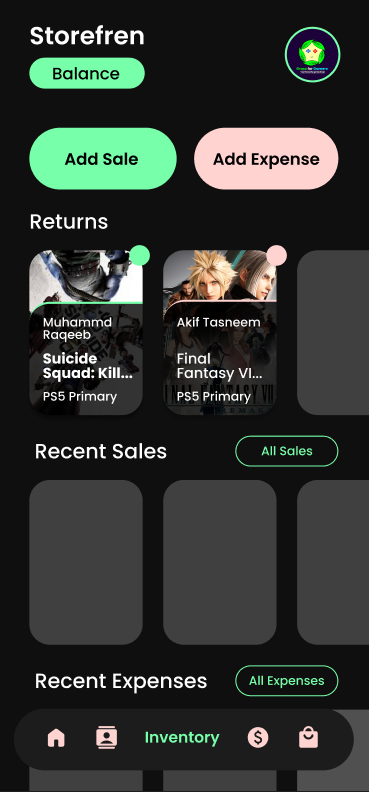 Storefren
Balance
Add Sale
Add Expense
Returns
Muhammd
Raqeeb
Suicide
Squad: Kill...
PS5 Primary
Akif Tasneem
Final
Fantasy VI...
PS5 Primary
Recent Sales
All Sales
Recent Expenses
All Expenses
Inventory